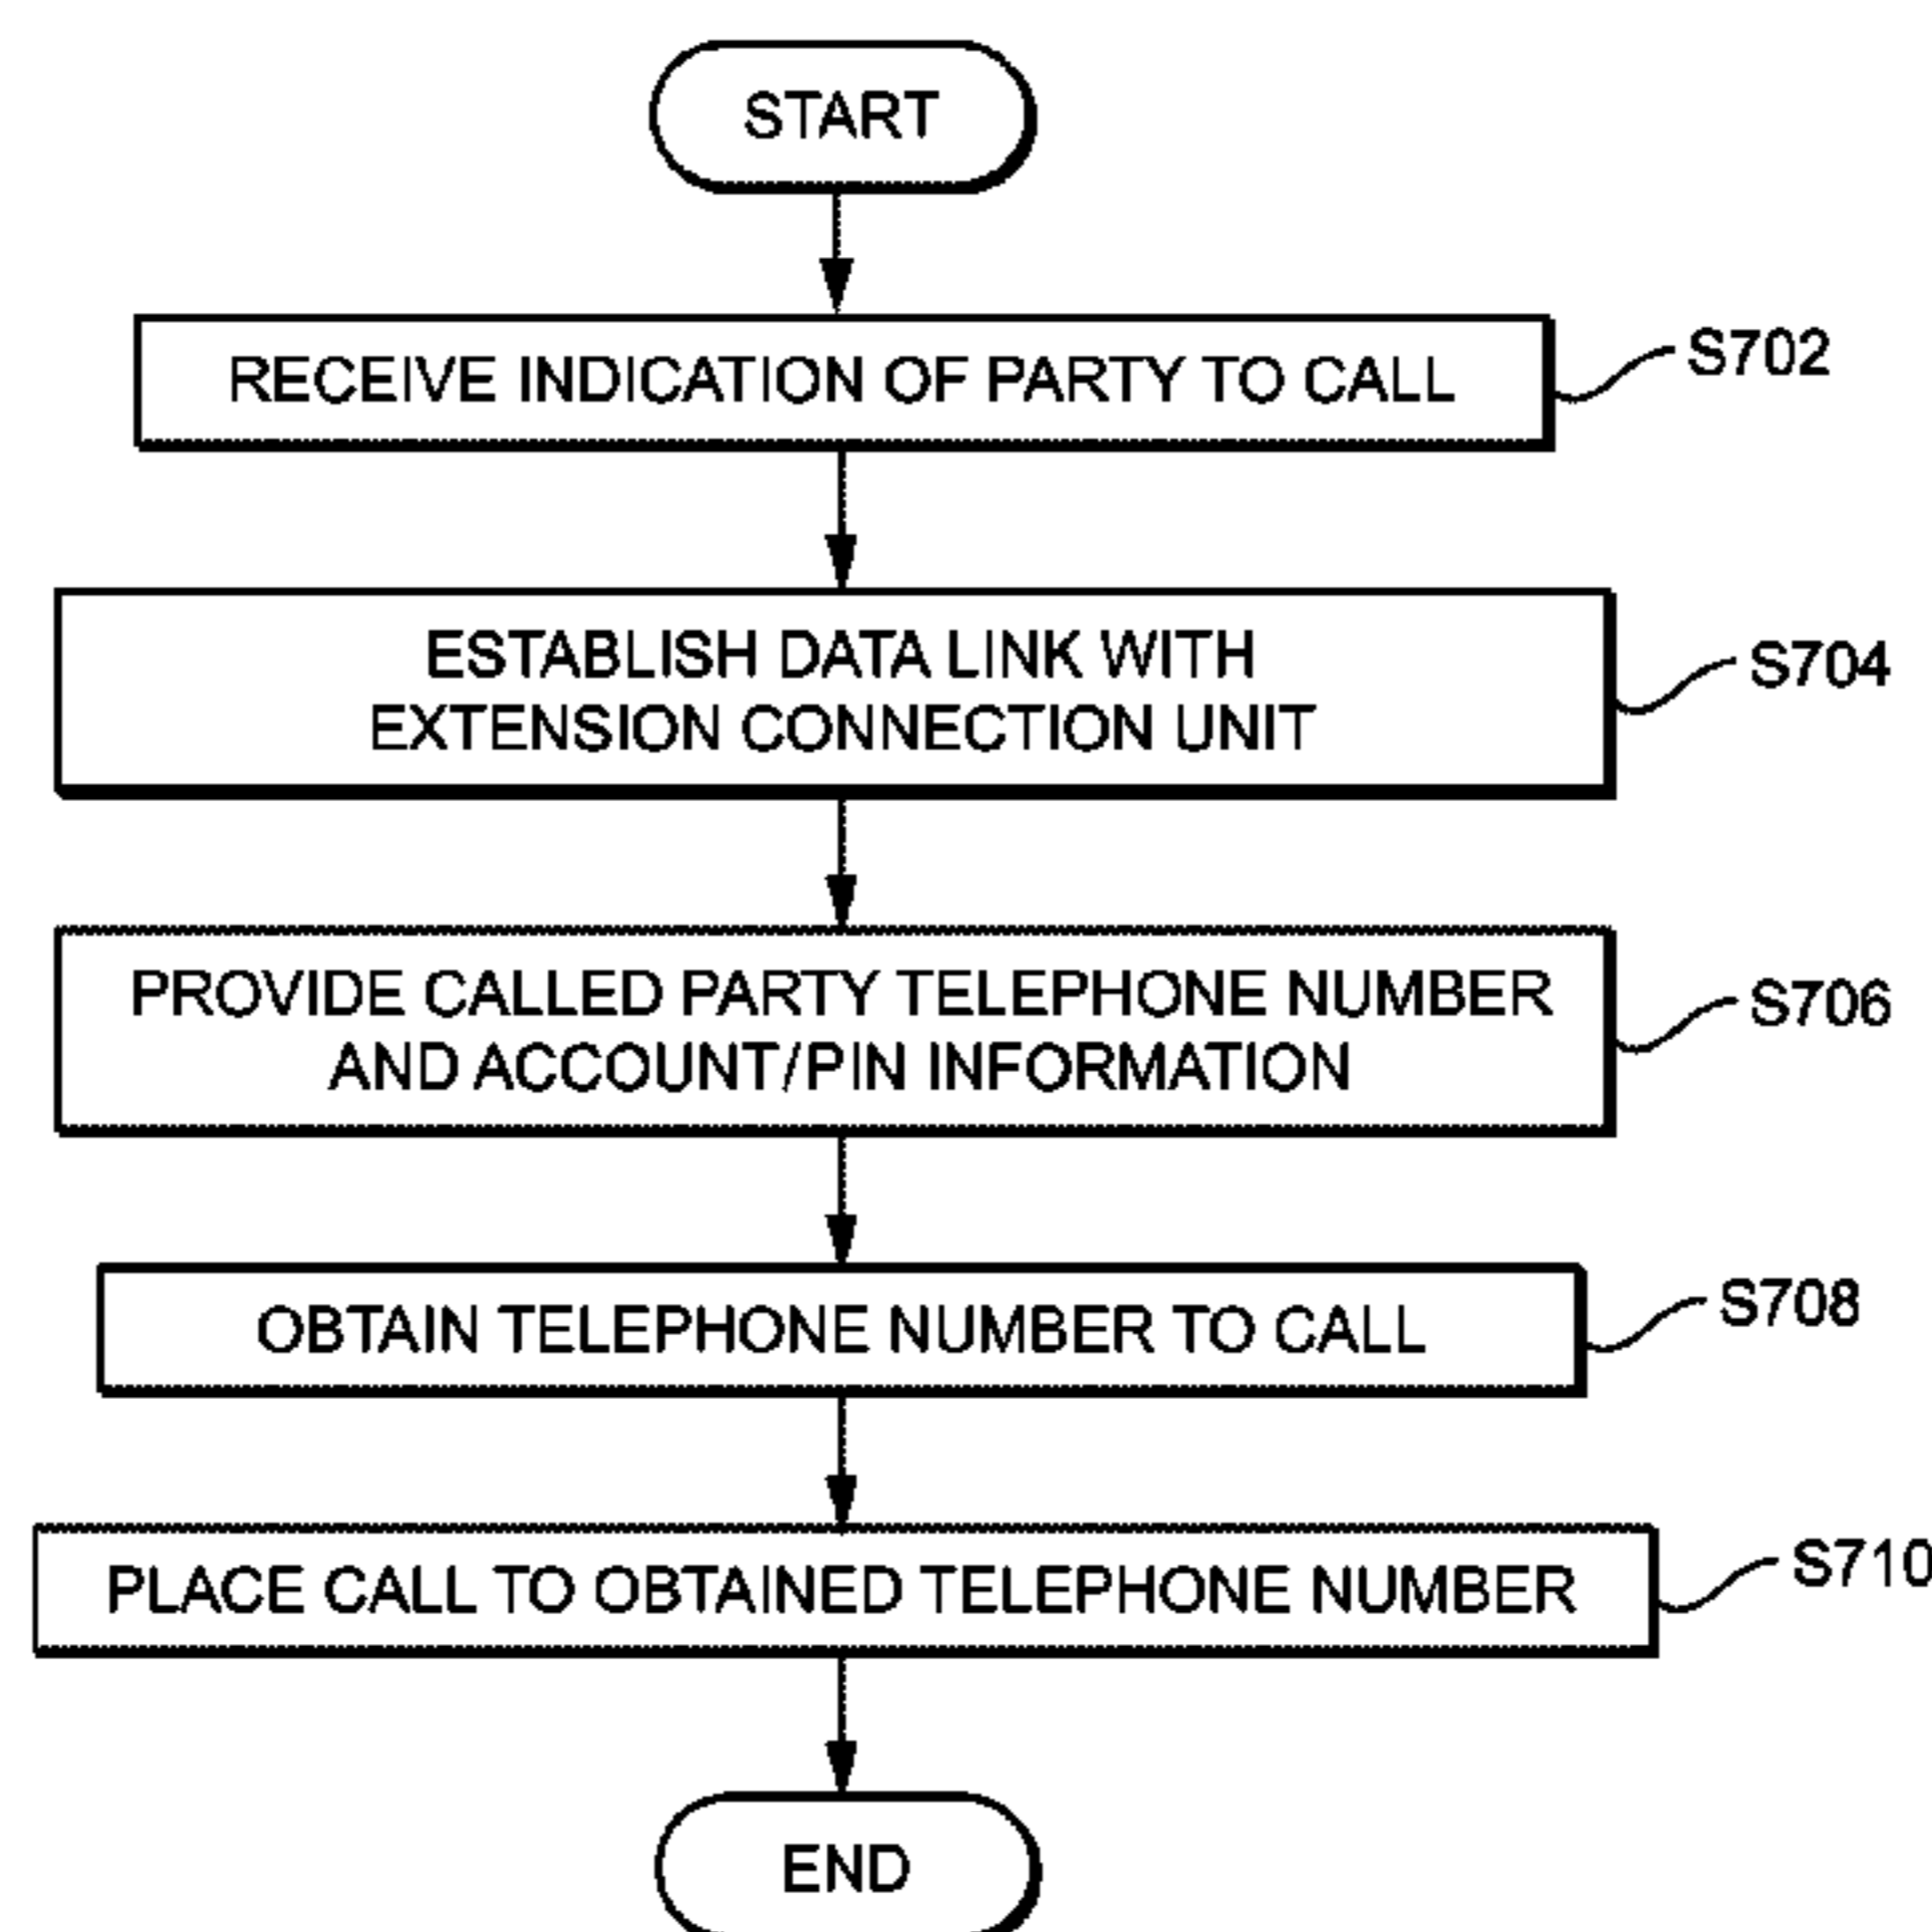 START
RECEIVE INDICATION OF PARTY TO CALL
S702
ESTABLISH DATA LINK WITH
EXTENSION CONNECTION UNIT
S704
PROVIDE CALLED PARTY TELEPHONE NUMBER
AND ACCOUNT/PIN INFORMATION
S706
OBTAIN TELEPHONE NUMBER TO CALL
S708
PLACE CALL TO OBTAINED TELEPHONE NUMBER
S710
END